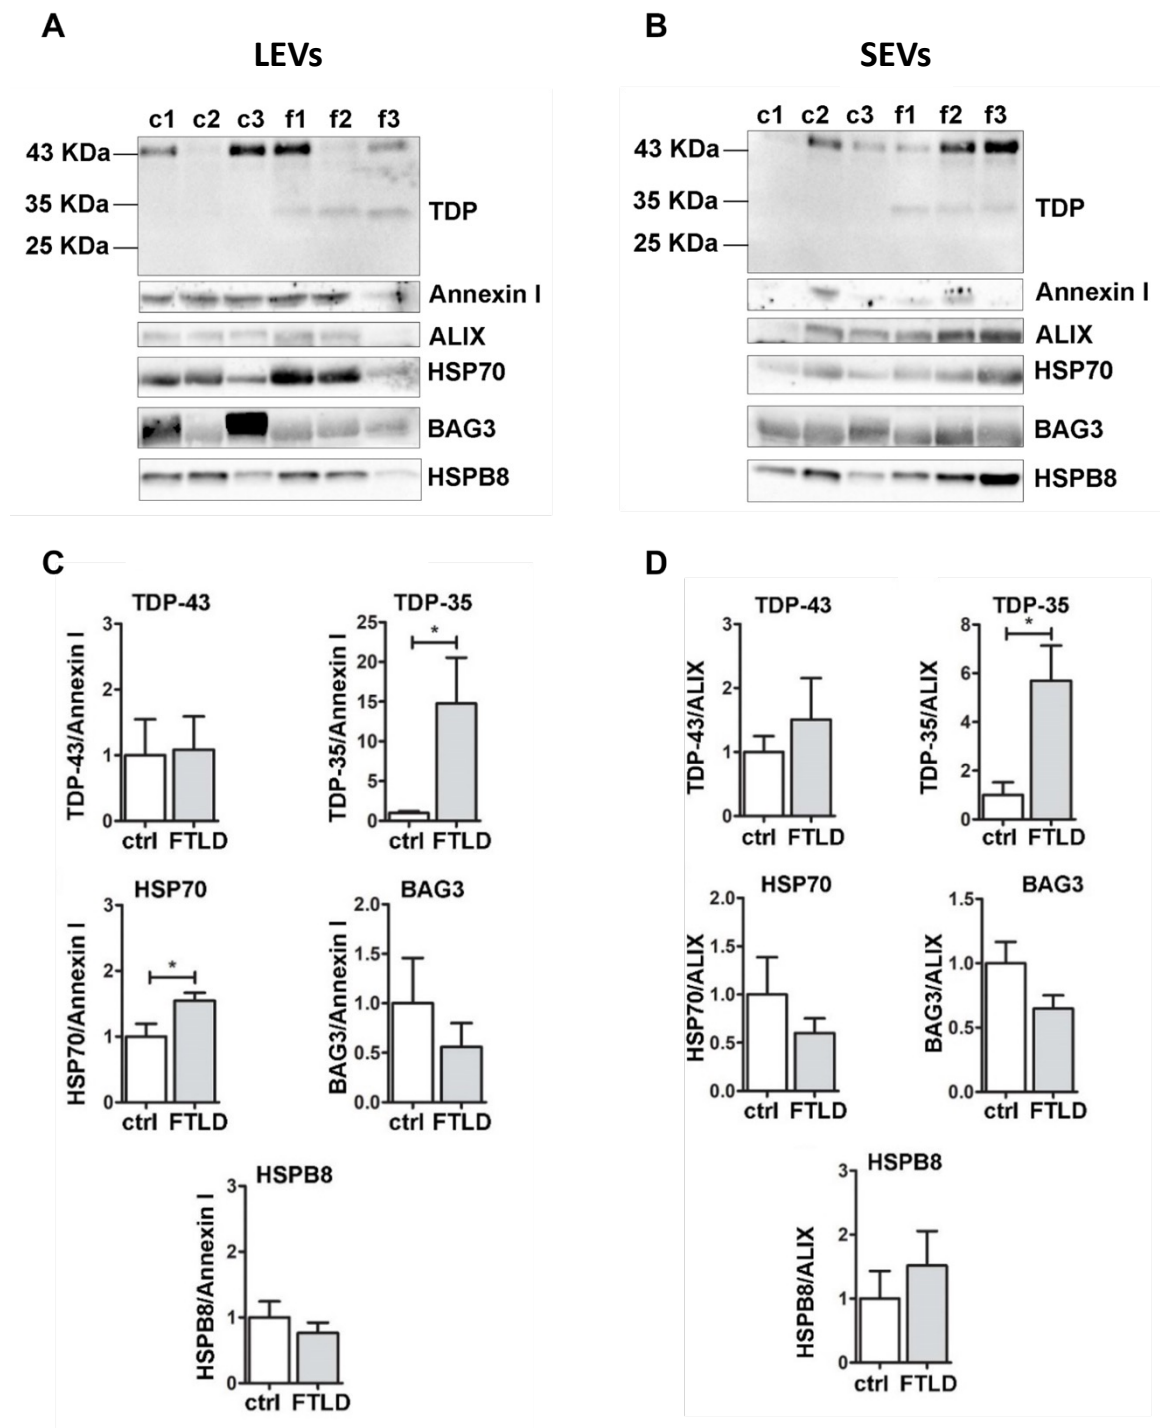 A
LEVs
c1 c2 c3 f1 f2 f3
43 KDa
35 KDa
25 KDa
TDP
Annexin I
ALIX
HSP70
BAG3
HSPB8
B
SEVs
c1 c2 c3 f1 f2 f3
43 KDa
35 KDa
25 KDa
TDP
Annexin I
ALIX
HSP70
BAG3
HSPB8
C
TDP-43
TDP-43/Annexin I
3
2
1
0
ctrl FTLD
TDP-35
TDP-35/Annexin I
25
20
15
10
5
0
*
ctrl FTLD
HSP70
HSP70/Annexin I
3
2
1
0
*
ctrl FTLD
BAG3
BAG3/Annexin I
2.0
1.5
1.0
0.5
0.0
ctrl FTLD
HSPB8
HSPB8/Annexin I
3
2
1
0
ctrl FTLD
D
TDP-43
TDP-43/ALIX
3
2
1
0
ctrl FTLD
TDP-35
TDP-35/ALIX
8
6
4
2
0
*
ctrl FTLD
HSP70
HSP70/ALIX
2.0
1.5
1.0
0.5
0.0
ctrl FTLD
BAG3
BAG3/ALIX
1.5
1.0
0.5
0.0
ctrl FTLD
HSPB8
HSPB8/ALIX
3
2
1
0
ctrl FTLD